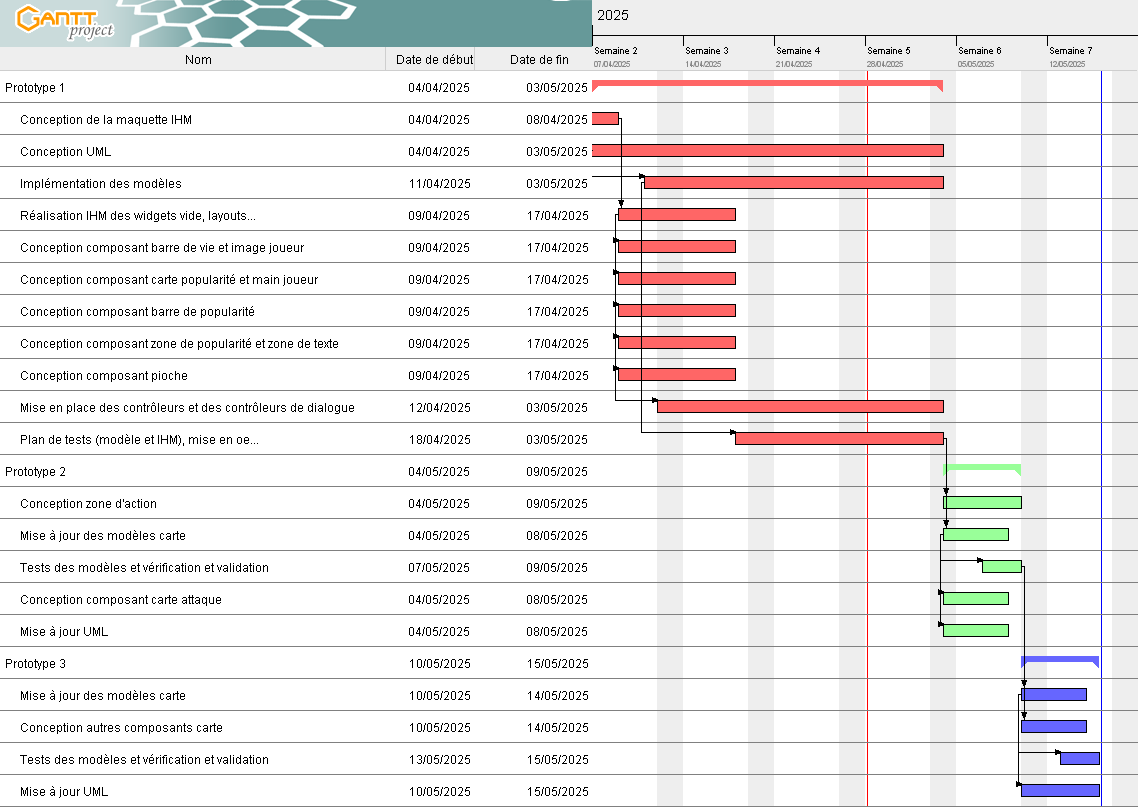 GANTT
project
2025
Semaine 2 Semaine 3 Semaine 4 Semaine 5 Semaine 6 Semaine 7
07/04/2025 14/04/2025 21/04/2025 28/04/2025 05/05/2025 12/05/2025
Nom Date de début Date de fin
Prototype 1 04/04/2025 03/05/2025
Conception de la maquette IHM 04/04/2025 08/04/2025
Conception UML 04/04/2025 03/05/2025
Implémentation des modèles 11/04/2025 03/05/2025
Réalisation IHM des widgets vide, layouts... 09/04/2025 17/04/2025
Conception composant barre de vie et image joueur 09/04/2025 17/04/2025
Conception composant carte popularité et main joueur 09/04/2025 17/04/2025
Conception composant barre de popularité 09/04/2025 17/04/2025
Conception composant zone de popularité et zone de texte 09/04/2025 17/04/2025
Conception composant pioche 09/04/2025 17/04/2025
Mise en place des contrôleurs et des contrôleurs de dialogue 12/04/2025 03/05/2025
Plan de tests (modèle et IHM), mise en oe... 18/04/2025 03/05/2025
Prototype 2 04/05/2025 09/05/2025
Conception zone d'action 04/05/2025 09/05/2025
Mise à jour des modèles carte 04/05/2025 08/05/2025
Tests des modèles et vérification et validation 07/05/2025 09/05/2025
Conception composant carte attaque 04/05/2025 08/05/2025
Mise à jour UML 04/05/2025 08/05/2025
Prototype 3 10/05/2025 15/05/2025
Mise à jour des modèles carte 10/05/2025 14/05/2025
Conception autres composants carte 10/05/2025 14/05/2025
Tests des modèles et vérification et validation 13/05/2025 15/05/2025
Mise à jour UML 10/05/2025 15/05/2025